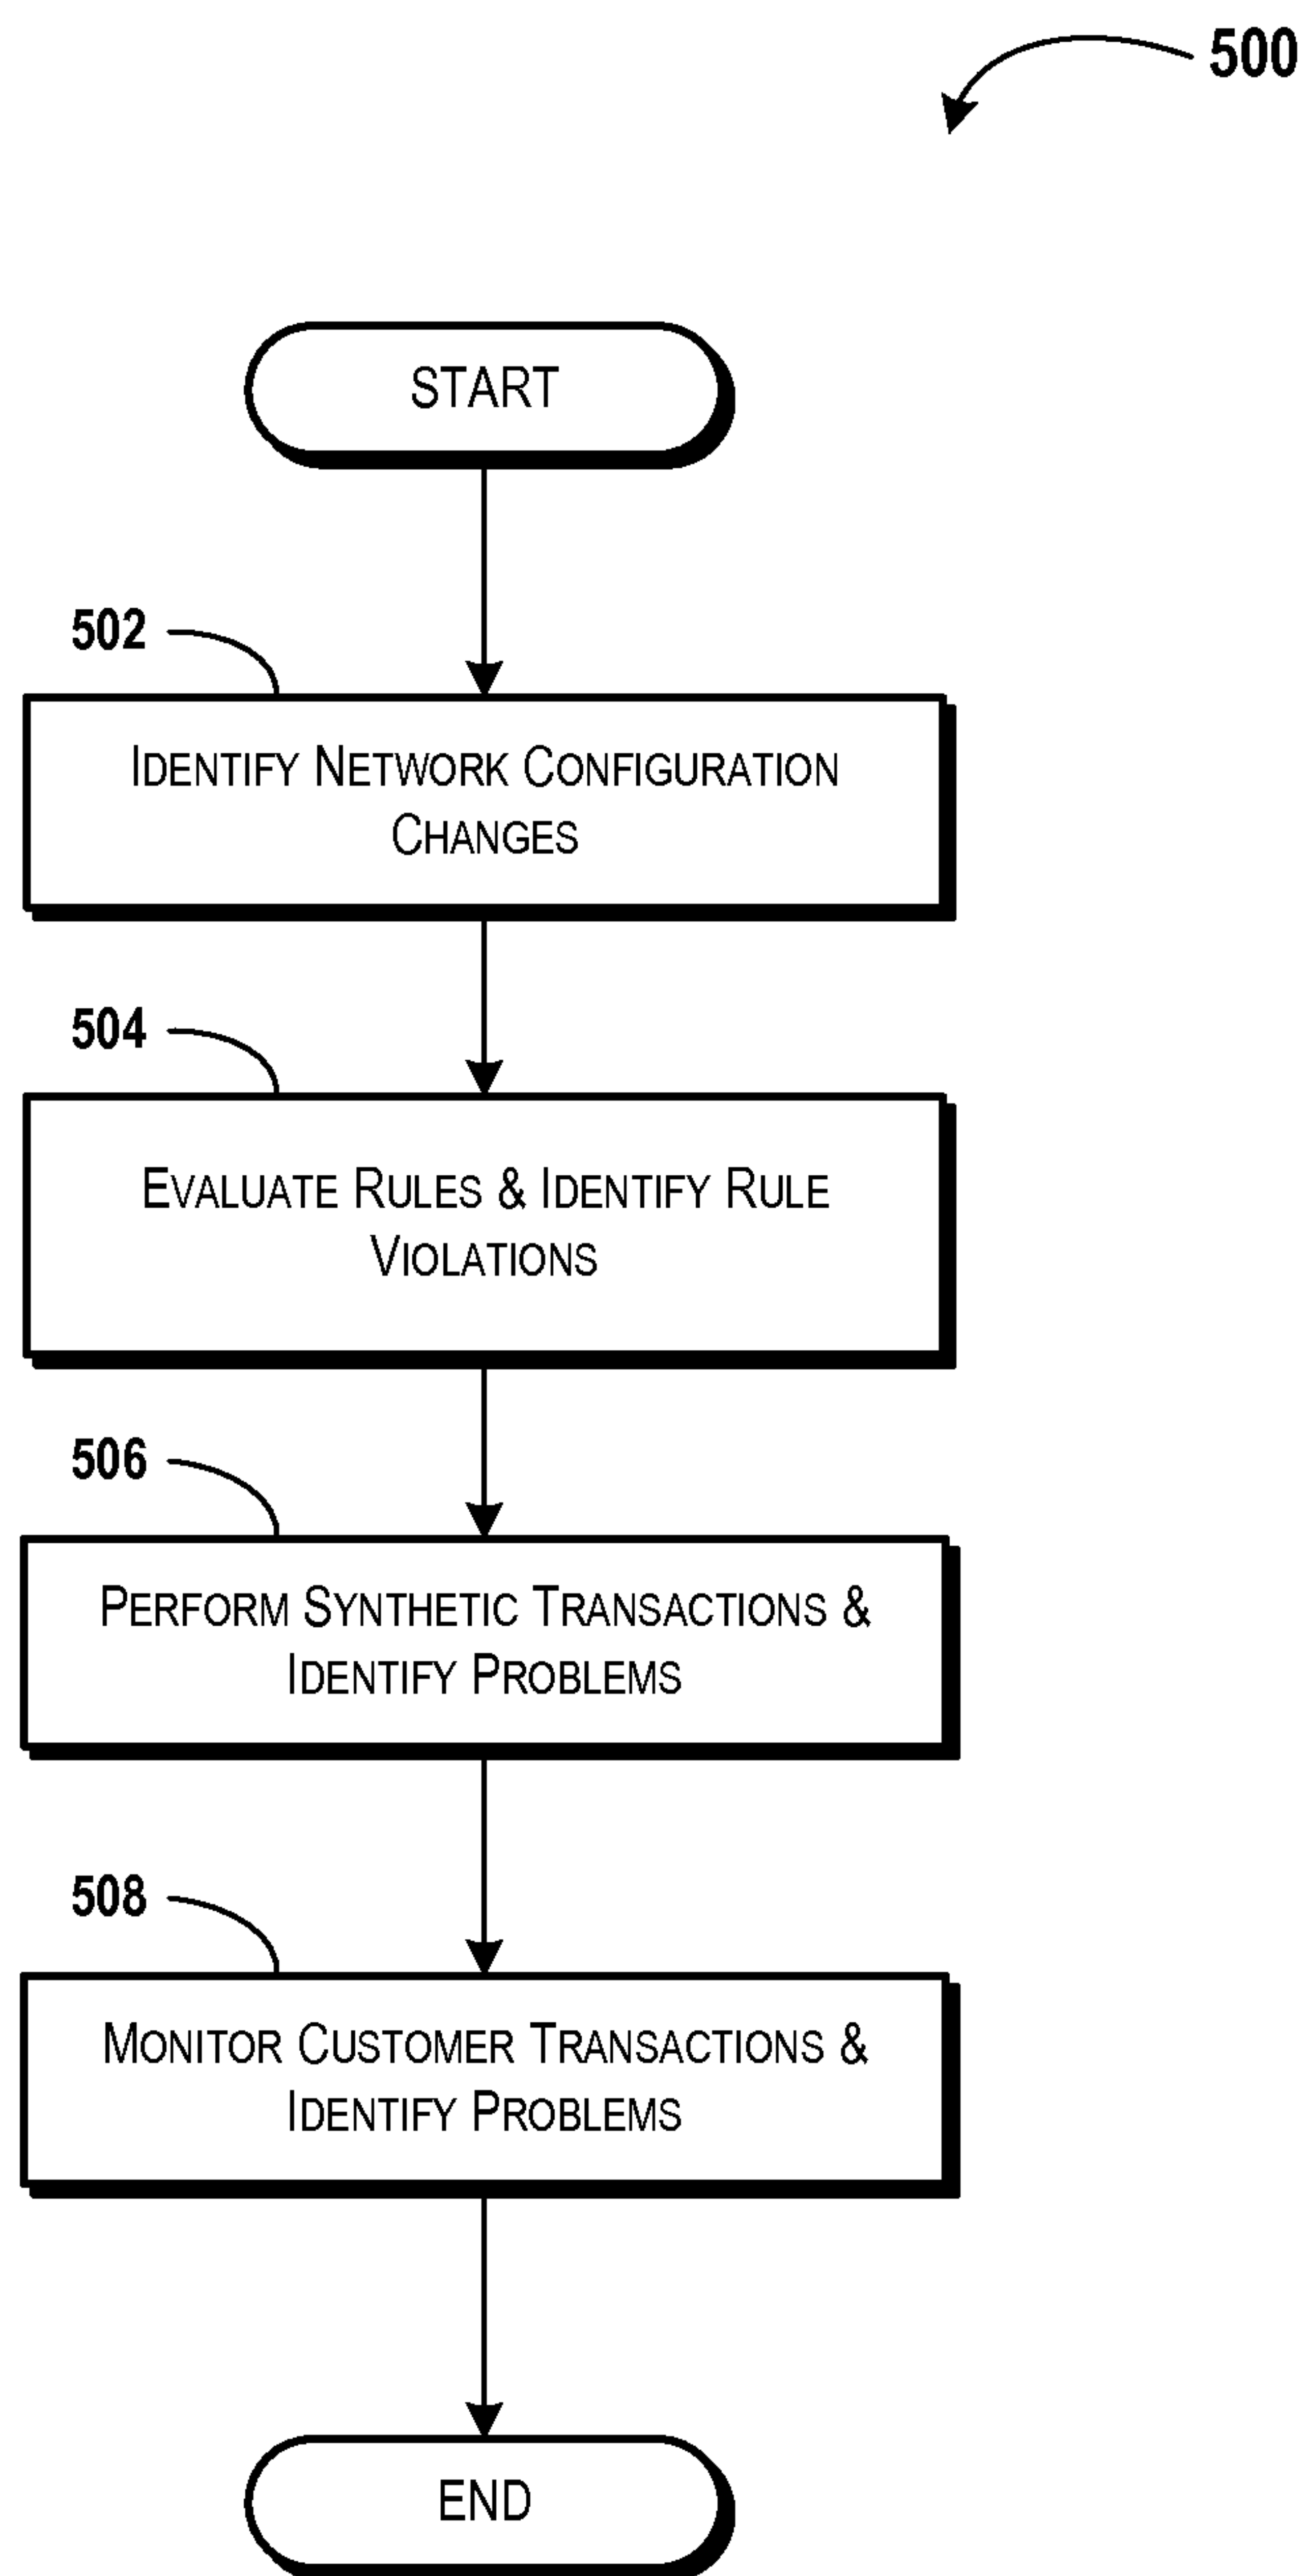 500
START
502
IDENTIFY NETWORK CONFIGURATION
CHANGES
504
EVALUATE RULES & IDENTIFY RULE
VIOLATIONS
506
PERFORM SYNTHETIC TRANSACTIONS &
IDENTIFY PROBLEMS
508
MONITOR CUSTOMER TRANSACTIONS &
IDENTIFY PROBLEMS
END